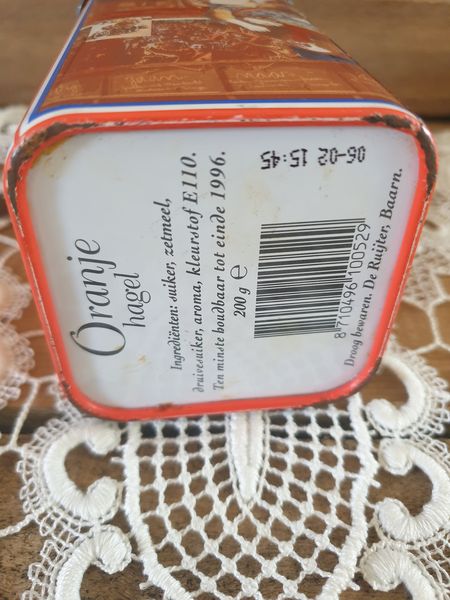 Oranje
hagel
Ingrediënten: suiker, zetmeel,
druivesuiker, aroma, kleurstof E110.
Ten minste houdbaar tot einde 1996.
200 g ℮
06-02 15:45
8 710496 100529
Droog bewaren. De Ruijter, Baarn.